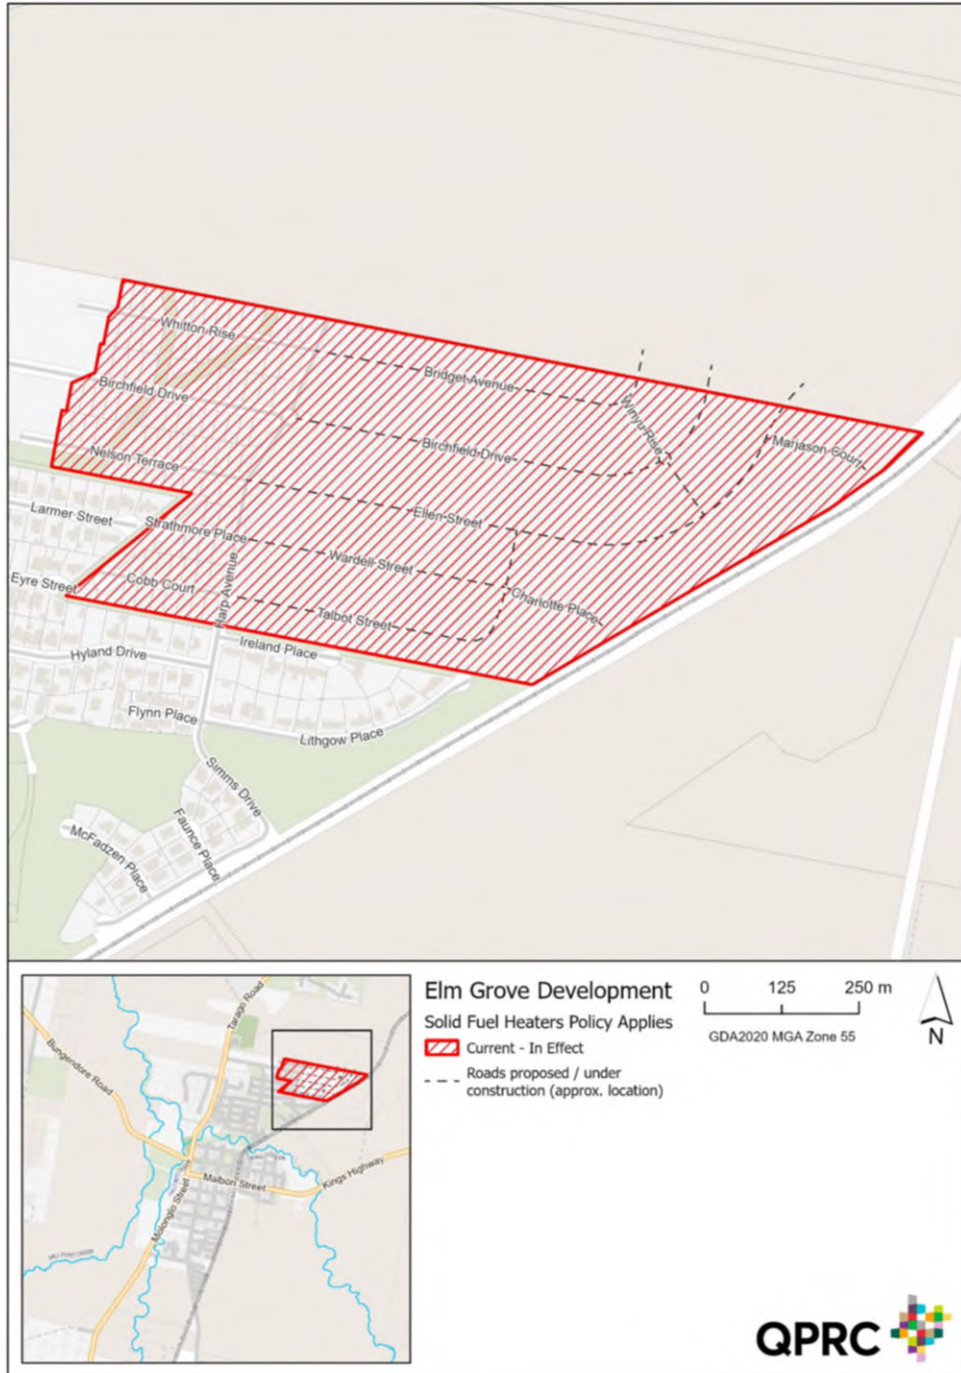 Whitton Rise
Bridget Avenue
Birchfield Drive
Winyu Rise
Birchfield Drive
Marjason Court
Nelson Terrace
Ellen Street
Larmer Street
Strathmore Place
Wardell Street
Eyre Street
Cobb Court
Harp Avenue
Talbot Street
Charlotte Place
Ireland Place
Hyland Drive
Flynn Place
Lithgow Place
Simms Drive
Faunce Place
McFadzen Place
Tarago Road
Bungendore Road
Malbon Street
Kings Highway
Molonglo Street
Elm Grove Development
Solid Fuel Heaters Policy Applies
Current - In Effect
Roads proposed / under
construction (approx. location)
0 125 250 m
GDA2020 MGA Zone 55
N
QPRC